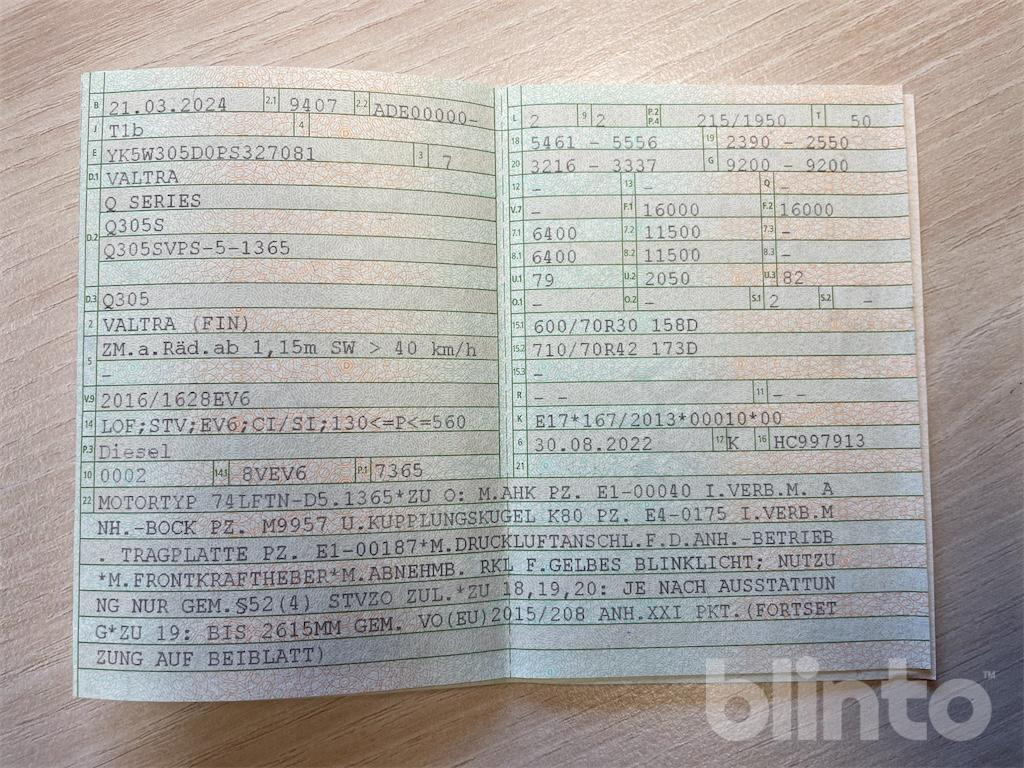 B 21.03.2024 2.1 9407 2.2 ADE00000-
J T1b 4
E YK5W305D0PS327081 3 7
D.1 VALTRA
Q SERIES
D.2 Q305S
Q305SVPS-5-1365
D.3 Q305
2 VALTRA (FIN)
5 ZM.a.Räd.ab 1,15m SW > 40 km/h
–
V.9 2016/1628EV6
14 LOF;STV;EV6;CI/SI;130<=P<=560
P.3 Diesel
10 0002 14.1 8VEV6 P.1 7365
L 2 9 2 P.2 P.4 215/1950 T 50
18 5461 - 5556 19 2390 - 2550
20 3216 - 3337 G 9200 - 9200
12 – 13 – Q –
V.7 – F.1 16000 F.2 16000
7.1 6400 7.2 11500 7.3 –
8.1 6400 8.2 11500 8.3 –
U.1 79 U.2 2050 U.3 82
O.1 – O.2 – S.1 2 S.2 –
15.1 600/70R30 158D
15.2 710/70R42 173D
15.3 –
R – – 11 – –
K E17*167/2013*00010*00
6 30.08.2022 17 K 16 HC997913
21
22 MOTORTYP 74LFTN-D5.1365*ZU O: M.AHK PZ. E1-00040 I.VERB.M. A
NH.-BOCK PZ. M9957 U.KUPPLUNGSKUGEL K80 PZ. E4-0175 I.VERB.M
. TRAGPLATTE PZ. E1-00187*M.DRUCKLUFTANSCHL.F.D.ANH.-BETRIEB
*M.FRONTKRAFTHEBER*M.ABNEHMB. RKL F.GELBES BLINKLICHT; NUTZU
NG NUR GEM.§52(4) STVZO ZUL.*ZU 18,19,20: JE NACH AUSSTATTUN
G*ZU 19: BIS 2615MM GEM. VO(EU)2015/208 ANH.XXI PKT.(FORTSET
ZUNG AUF BEIBLATT)
blinto™